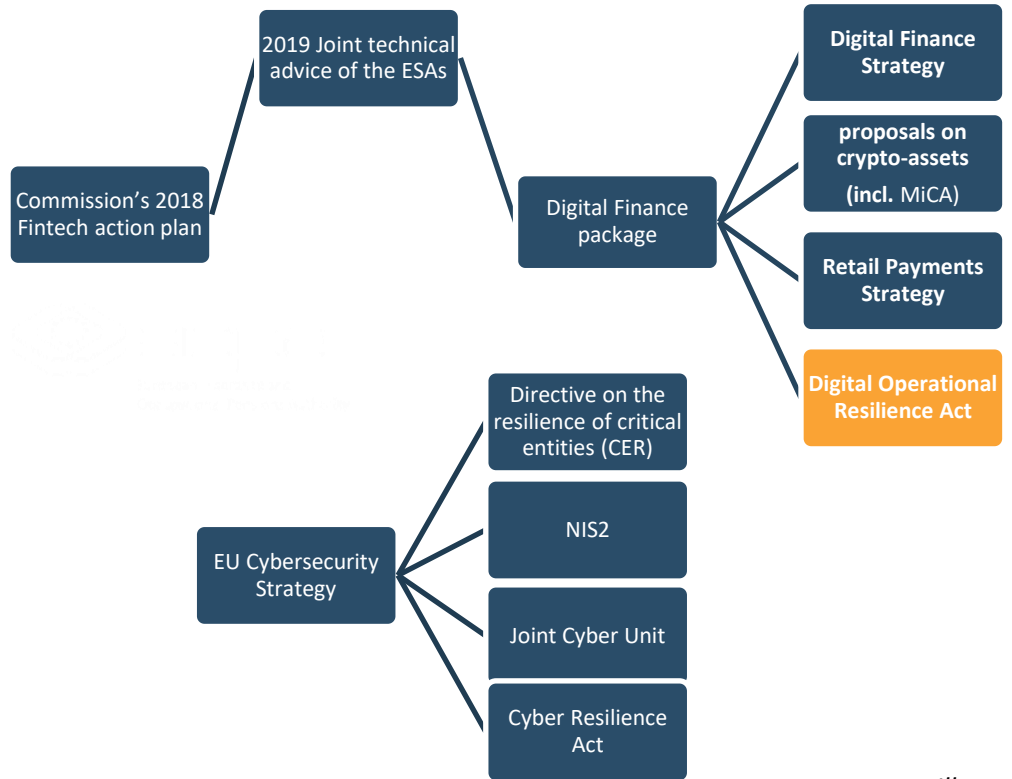 2019 Joint technical
advice of the ESAs
Commission's 2018
Fintech action plan
Digital Finance
package
Digital Finance
Strategy
proposals on
crypto-assets
(incl. MiCA)
Retail Payments
Strategy
Digital Operational
Resilience Act
EU Cybersecurity
Strategy
Directive on the
resilience of critical
entities (CER)
NIS2
Joint Cyber Unit
Cyber Resilience
Act